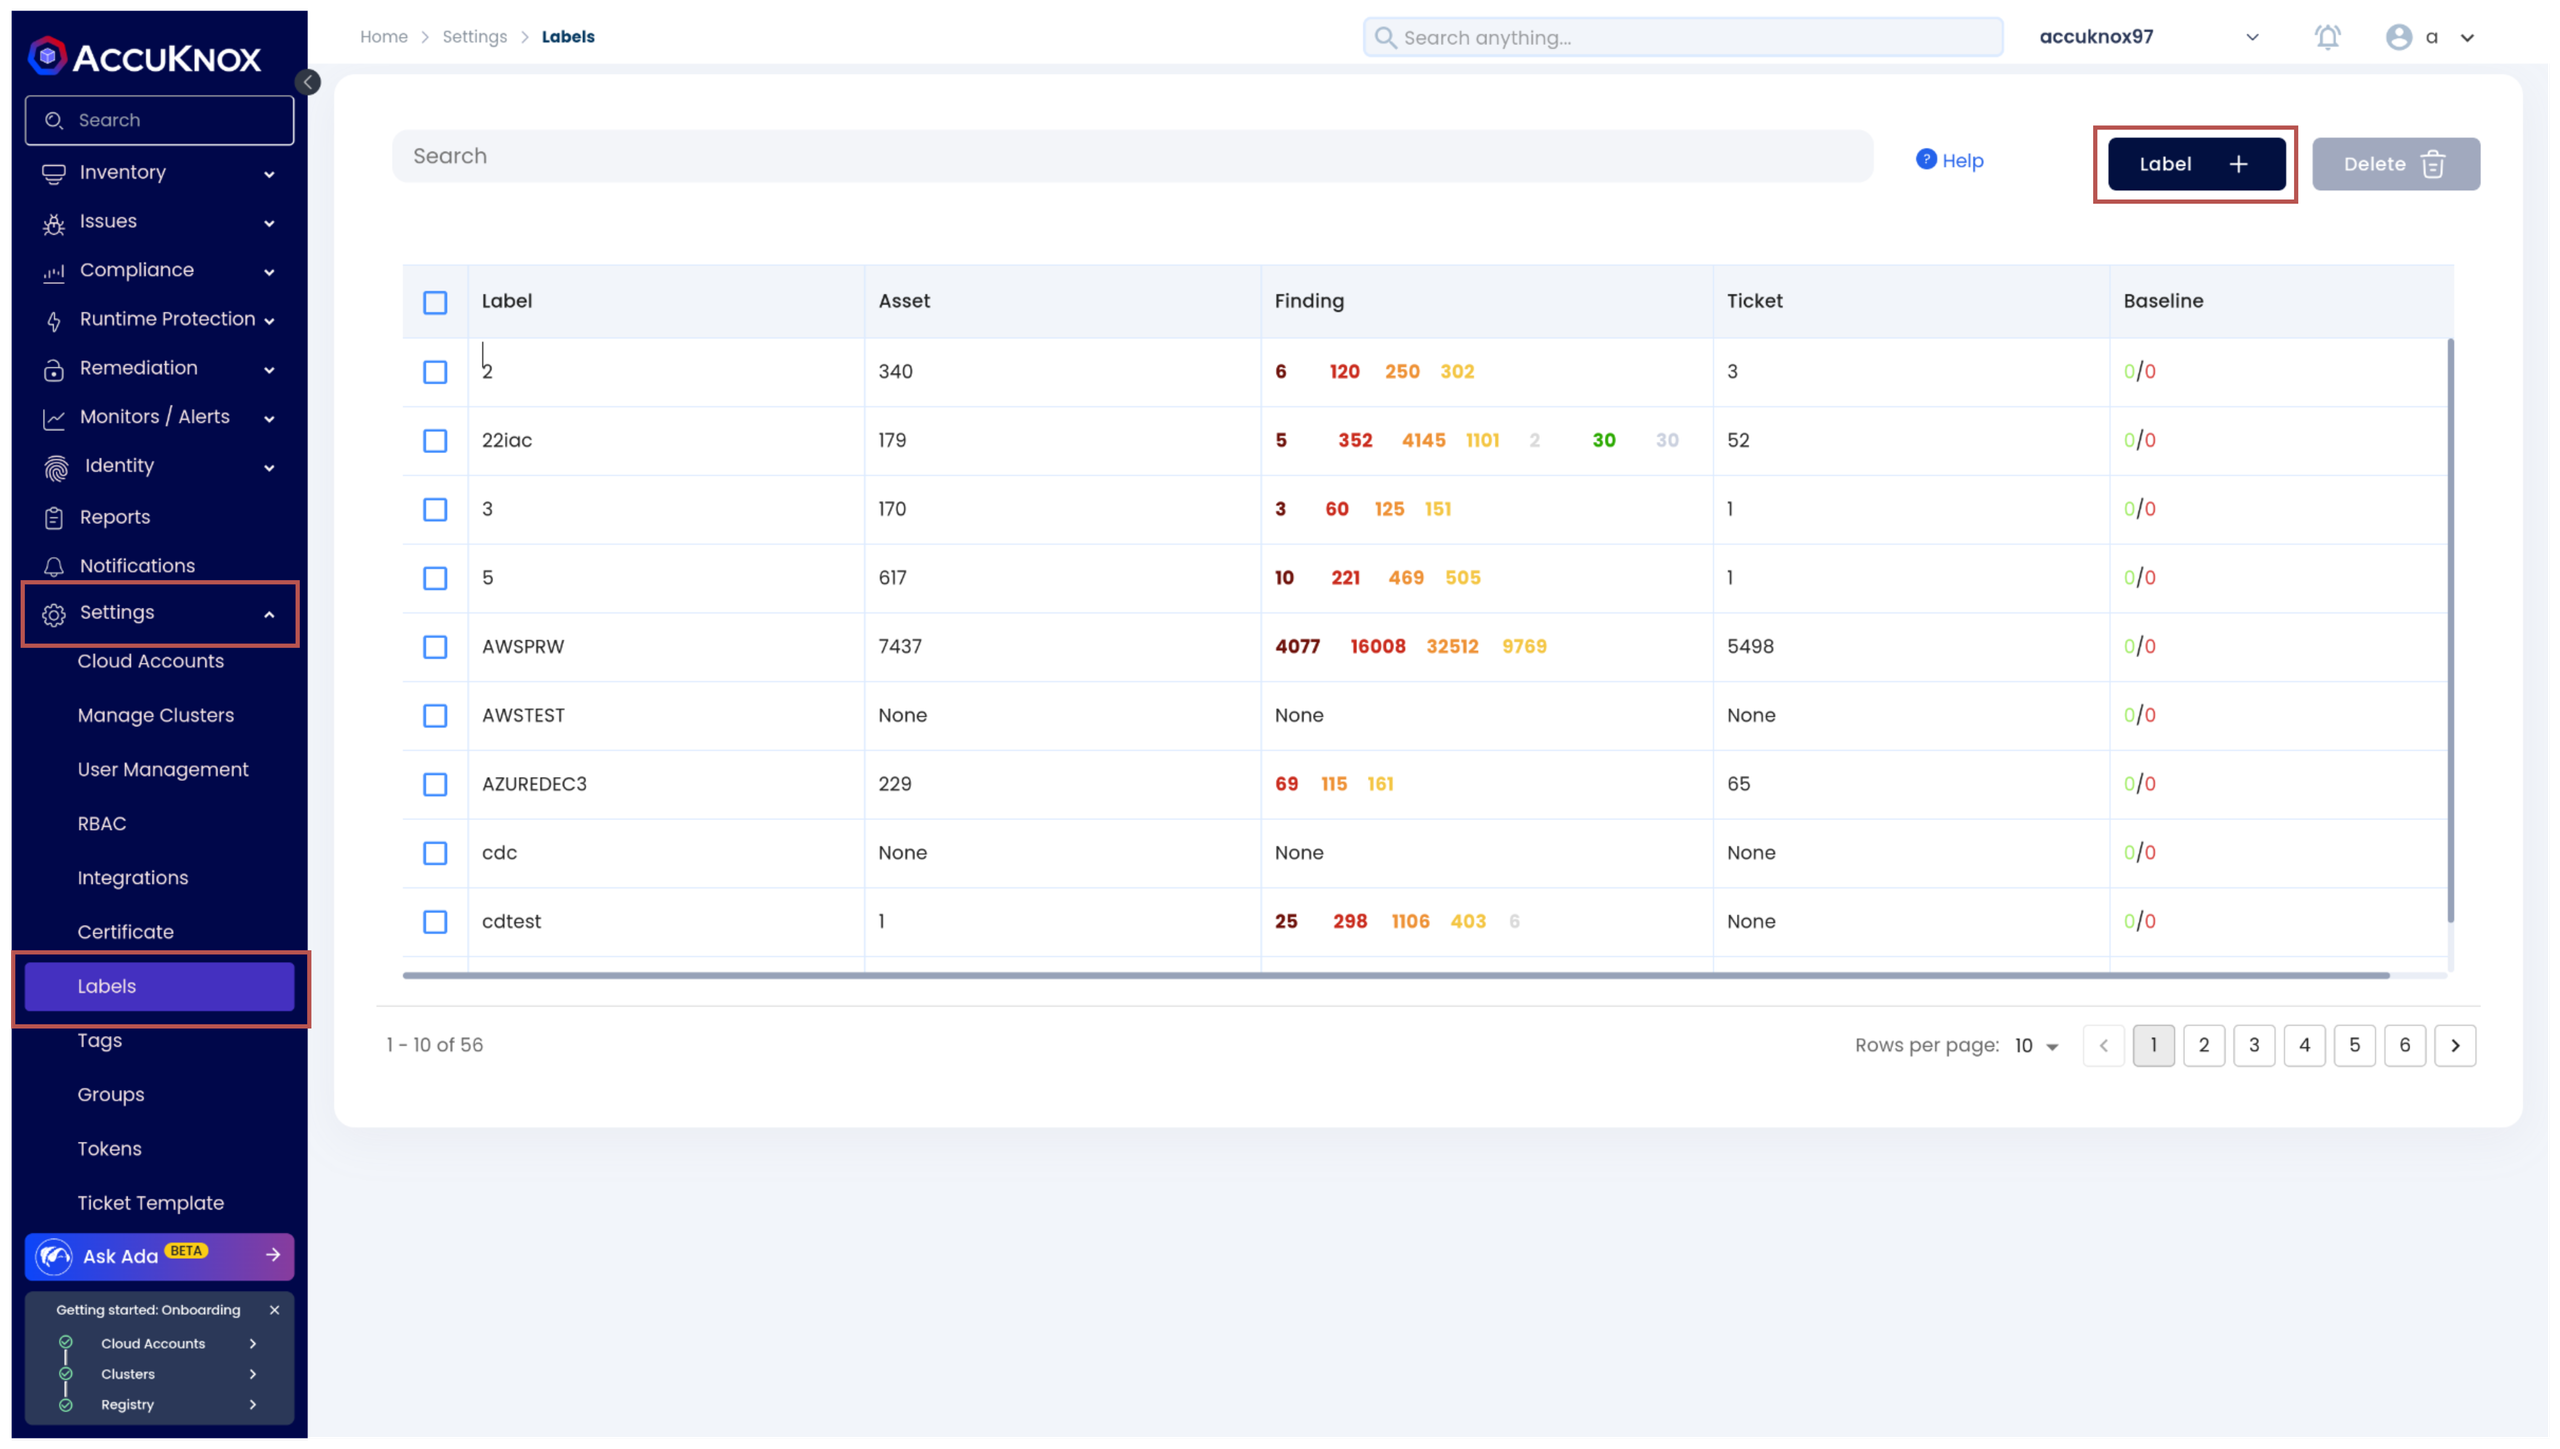 ACCUKNOX
Search
Inventory
Issues
Compliance
Runtime Protection
Remediation
Monitors / Alerts
Identity
Reports
Notifications
Settings
Cloud Accounts
Manage Clusters
User Management
RBAC
Integrations
Certificate
Labels
Tags
Groups
Tokens
Ticket Template
Ask Ada BETA
Getting started: Onboarding
Cloud Accounts
Clusters
Registry
Home > Settings > Labels
Search anything...
accuknox97
a
Search
? Help
Label +
Delete
Label Asset Finding Ticket Baseline
2 340 6 120 250 302 3 0/0
22iac 179 5 352 4145 1101 2 30 30 52 0/0
3 170 3 60 125 151 1 0/0
5 617 10 221 469 505 1 0/0
AWSPRW 7437 4077 16008 32512 9769 5498 0/0
AWSTEST None None None 0/0
AZUREDEC3 229 69 115 161 65 0/0
cdc None None None 0/0
cdtest 1 25 298 1106 403 6 None 0/0
1 - 10 of 56
Rows per page: 10 < 1 2 3 4 5 6 >